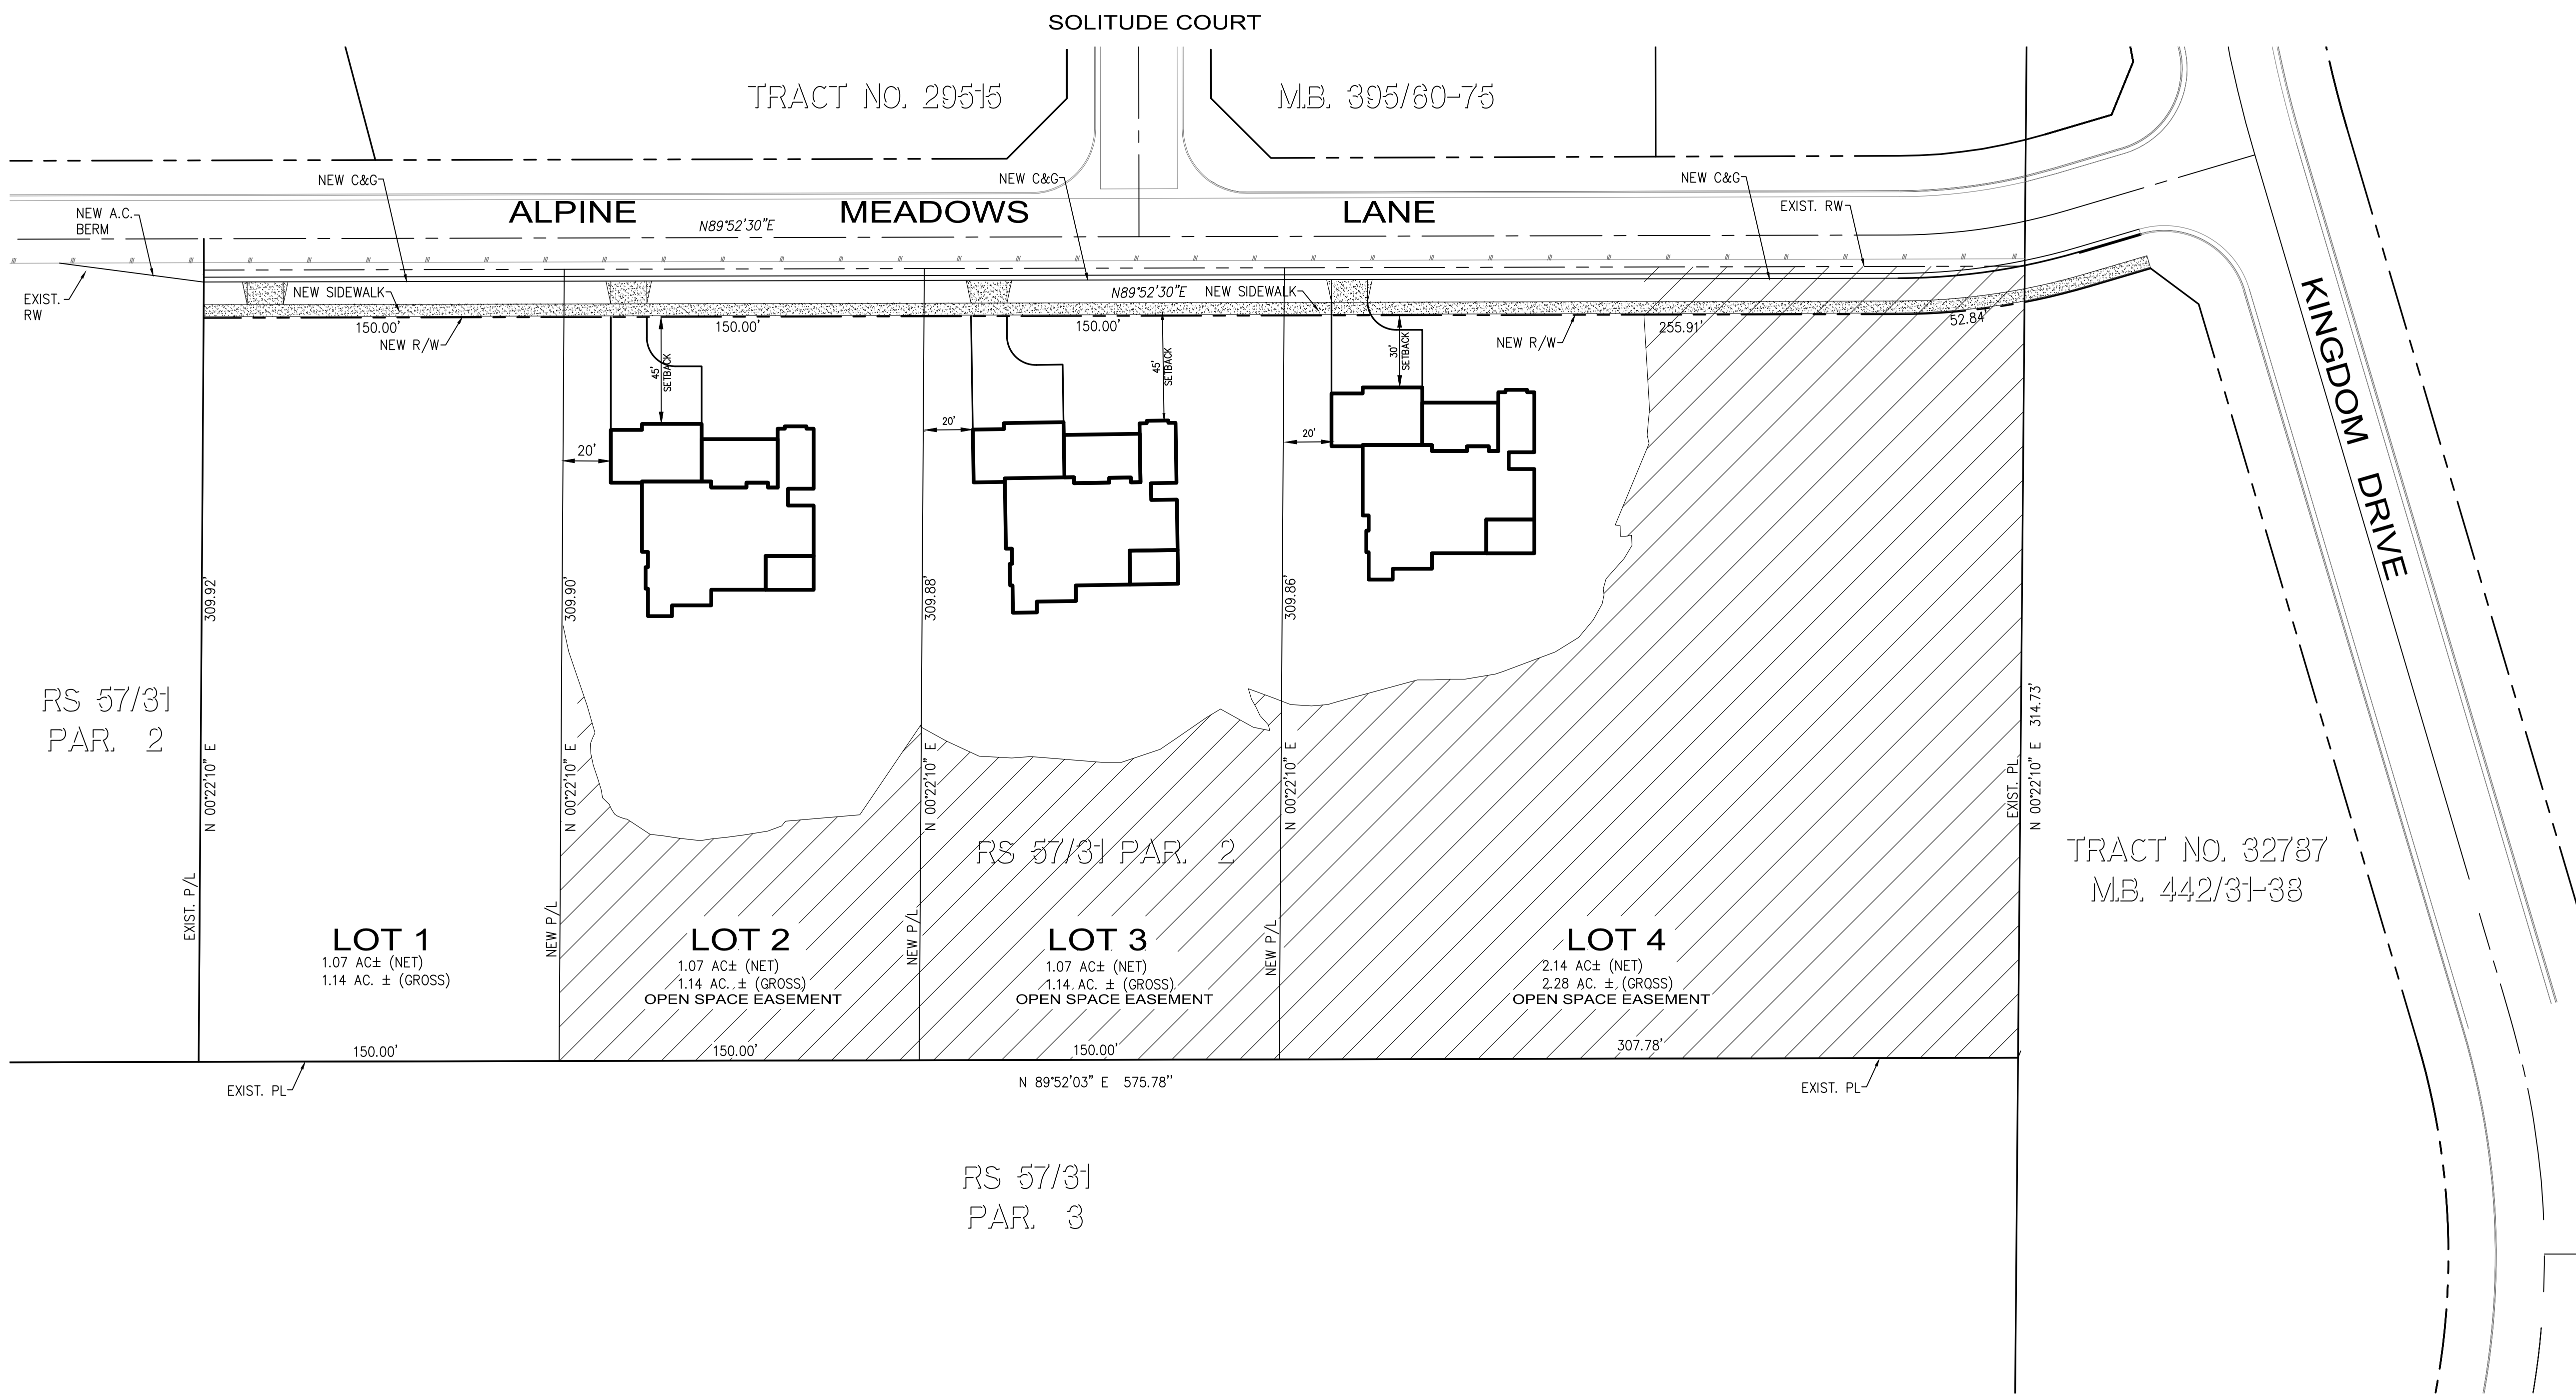 SOLITUDE COURT
TRACT NO. 29515
M.B. 395/60-75
NEW C&G
NEW C&G
NEW C&G
NEW A.C.
BERM
ALPINE MEADOWS LANE
N89°52'30"E
EXIST. RW
EXIST.
RW
NEW SIDEWALK
N89°52'30"E
NEW SIDEWALK
150.00'
150.00'
150.00'
255.91'
52.84'
NEW R/W
NEW R/W
45'
SETBACK
45'
SETBACK
30'
SETBACK
20'
20'
20'
KINGDOM DRIVE
309.92'
309.90'
309.88'
309.86'
RS 57/31
PAR. 2
N 00°22'10" E
N 00°22'10" E
N 00°22'10" E
N 00°22'10" E
EXIST. PL
N 00°22'10" E 314.73'
RS 57/31 PAR. 2
TRACT NO. 32787
M.B. 442/31-38
EXIST. P/L
NEW P/L
NEW P/L
NEW P/L
LOT 1
1.07 AC± (NET)
1.14 AC. ± (GROSS)
LOT 2
1.07 AC± (NET)
1.14 AC. ± (GROSS)
OPEN SPACE EASEMENT
LOT 3
1.07 AC± (NET)
1.14 AC. ± (GROSS)
OPEN SPACE EASEMENT
LOT 4
2.14 AC± (NET)
2.28 AC. ± (GROSS)
OPEN SPACE EASEMENT
150.00'
150.00'
150.00'
307.78'
EXIST. PL
N 89°52'03" E 575.78''
EXIST. PL
RS 57/31
PAR. 3